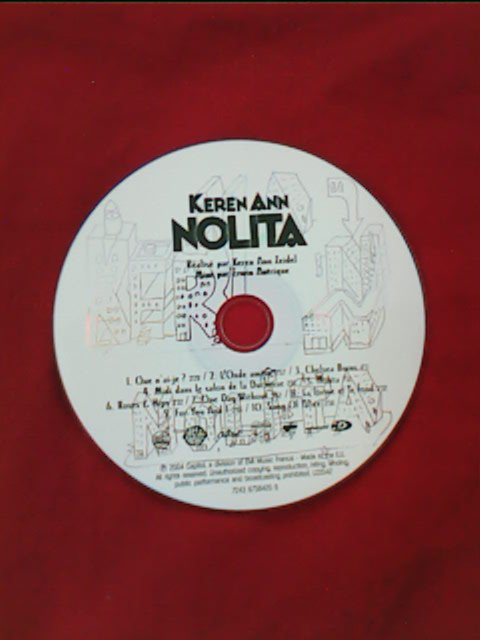 KEREN ANN
NOLITA
Réalisé par Keren Ann Zeidel
Mixé par
1. Que n'ai-je? / 2. L'Onde amère / 3. Chelsea Burns
4. Midi dans le salon de la Duchesse / 5. Nolita
6. Roses & Hips / 7. One Day Without / 8. La forme et le fond
9. For You And I / 10. Song Of Alice
℗ 2004 Capitol, a division of EMI Music France - Made in the E.U.
All rights reserved. Unauthorized copying, reproduction, hiring, lending,
public performance and broadcasting prohibited.
7243